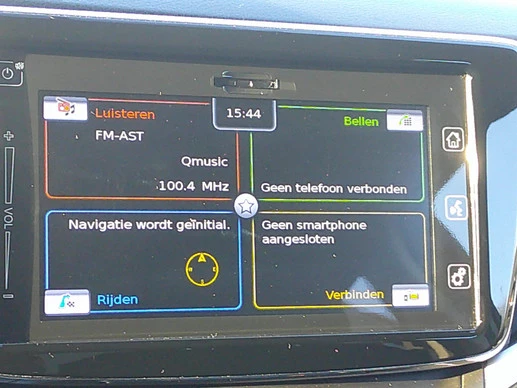 Luisteren
15:44
Bellen
FM-AST
Qmusic
100.4 MHz
Geen telefoon verbonden
Navigatie wordt geïnitial.
Geen smartphone
aangesloten
Rijden
Verbinden
+
VOL
-